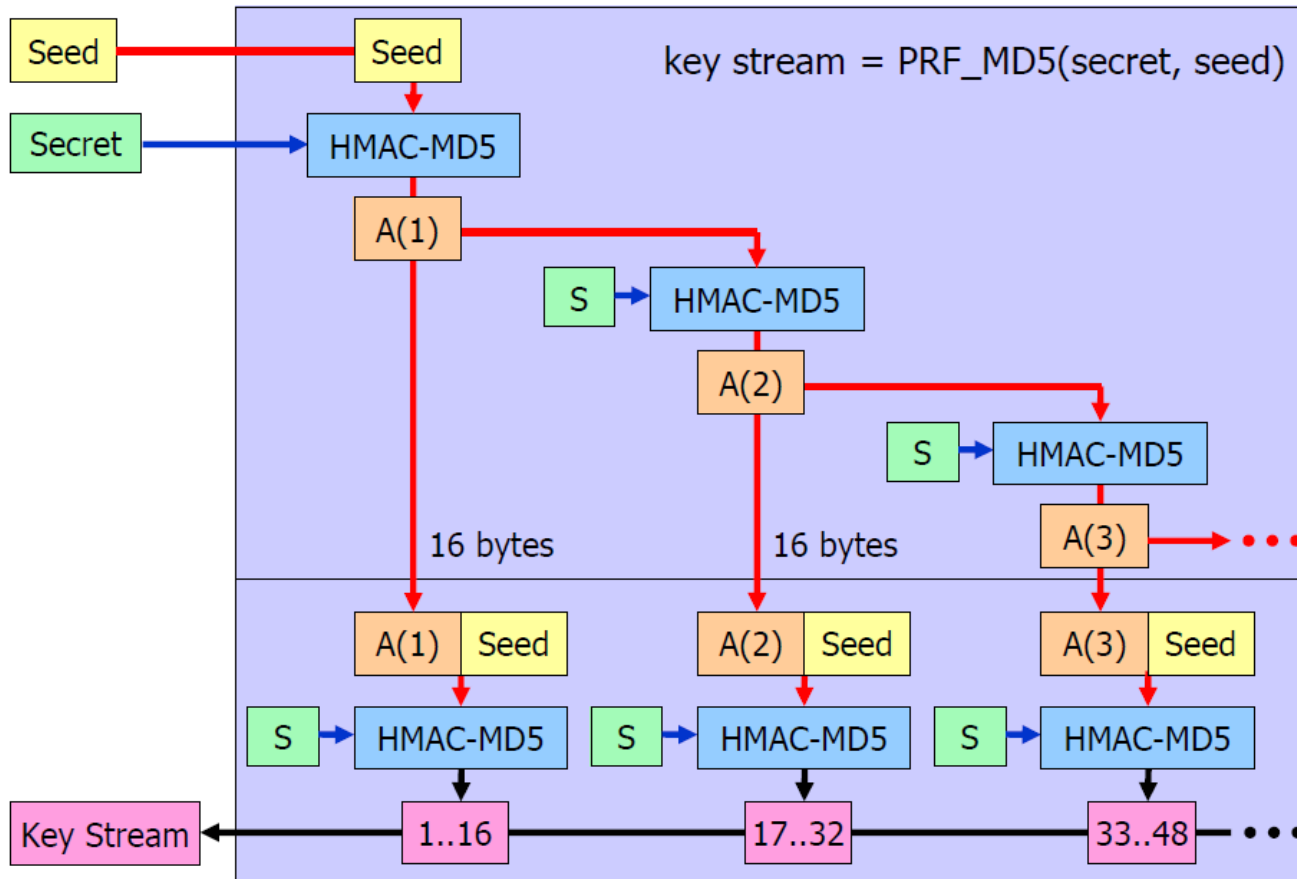 Seed
Seed
key stream = PRF_MD5(secret, seed)
Secret
HMAC-MD5
A(1)
S
HMAC-MD5
A(2)
S
HMAC-MD5
16 bytes
16 bytes
A(3)
A(1)
Seed
A(2)
Seed
A(3)
Seed
S
HMAC-MD5
S
HMAC-MD5
S
HMAC-MD5
Key Stream
1..16
17..32
33..48